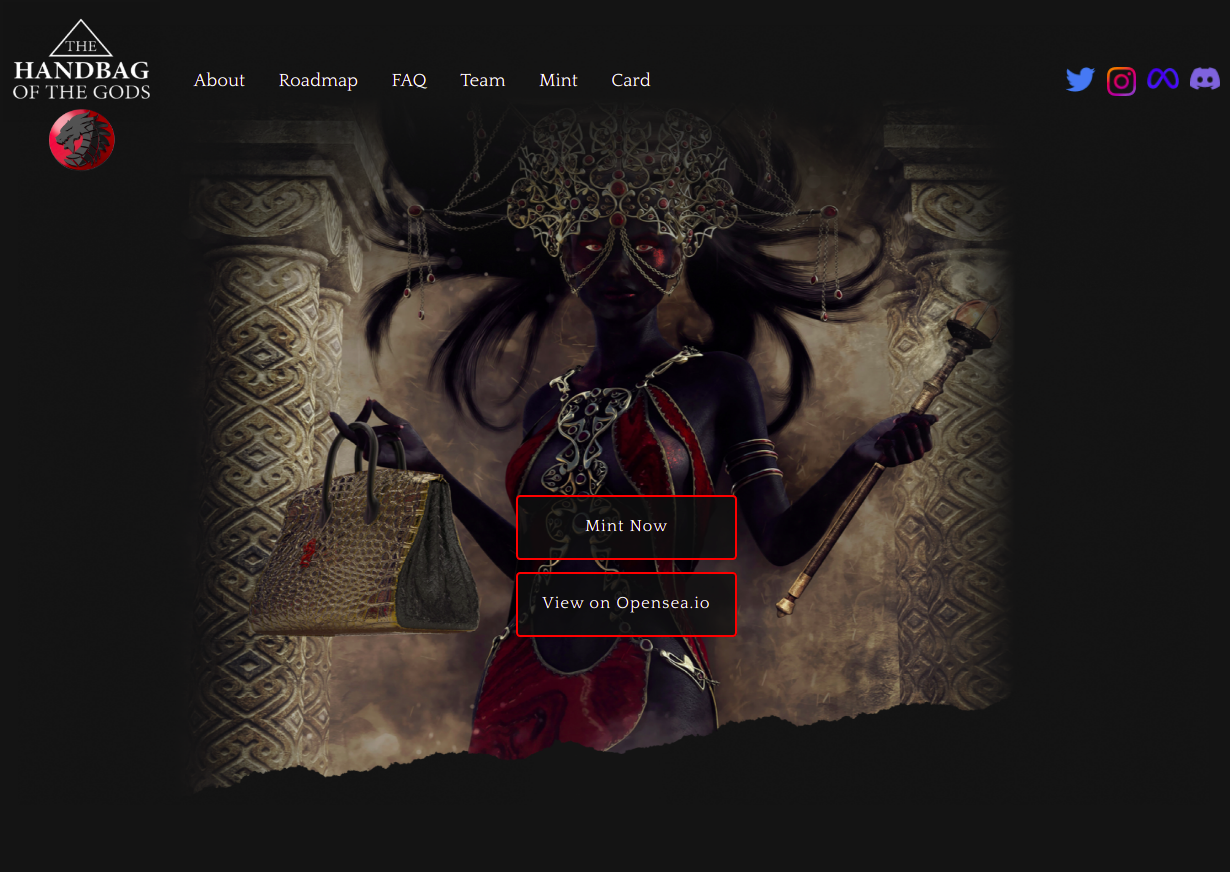 THE
HANDBAG
OF THE GODS
About Roadmap FAQ Team Mint Card
Mint Now
View on Opensea.io